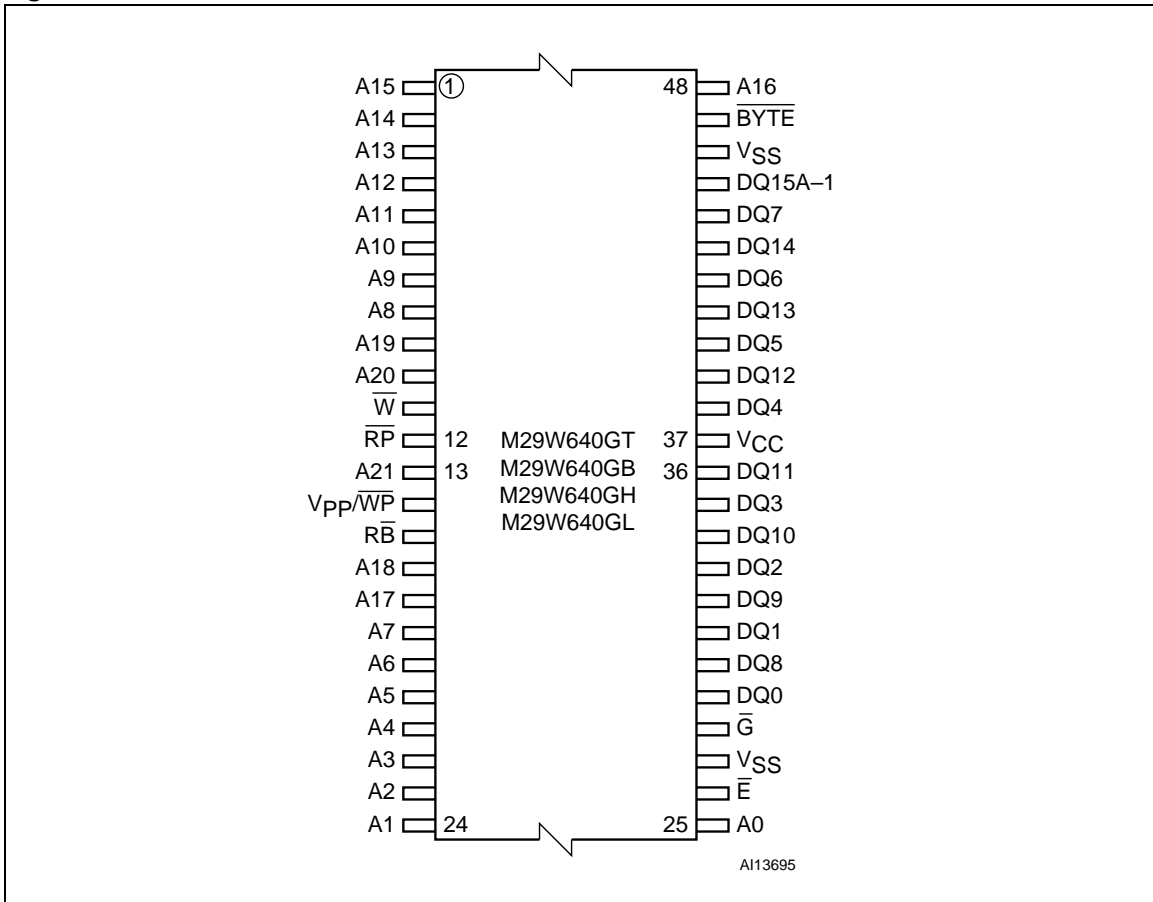 A15 1 48 A16
A14 B̅Y̅T̅E̅
A13 VSS
A12 DQ15A–1
A11 DQ7
A10 DQ14
A9 DQ6
A8 DQ13
A19 DQ5
A20 DQ12
W̅ DQ4
R̅P̅ 12 M29W640GT 37 VCC
A21 13 M29W640GB 36 DQ11
VPP/W̅P̅ M29W640GH DQ3
RB̅ M29W640GL DQ10
A18 DQ2
A17 DQ9
A7 DQ1
A6 DQ8
A5 DQ0
A4 G̅
A3 VSS
A2 E̅
A1 24 25 A0
AI13695